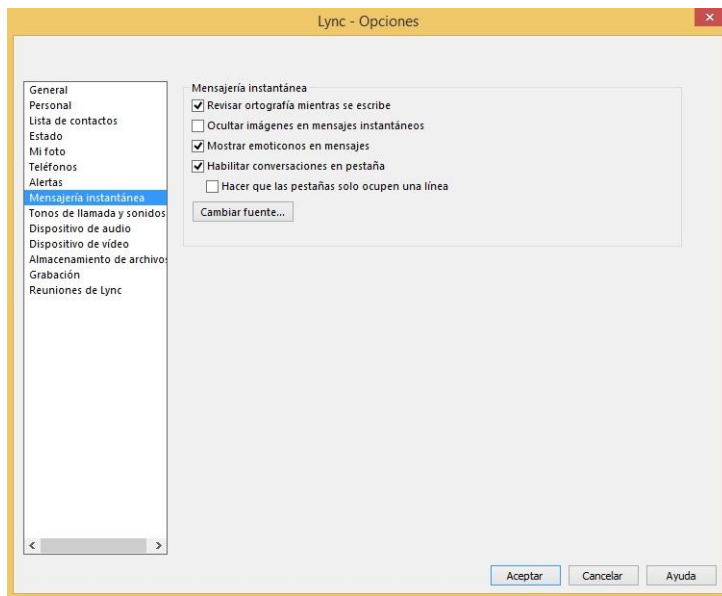 Lync - Opciones
General
Personal
Lista de contactos
Estado
Mi foto
Teléfonos
Alertas
Mensajería instantánea
Tonos de llamada y sonidos
Dispositivo de audio
Dispositivo de vídeo
Almacenamiento de archivos
Grabación
Reuniones de Lync
Mensajería instantánea
Revisar ortografía mientras se escribe
Ocultar imágenes en mensajes instantáneos
Mostrar emoticonos en mensajes
Habilitar conversaciones en pestaña
Hacer que las pestañas solo ocupen una línea
Cambiar fuente...
Aceptar
Cancelar
Ayuda